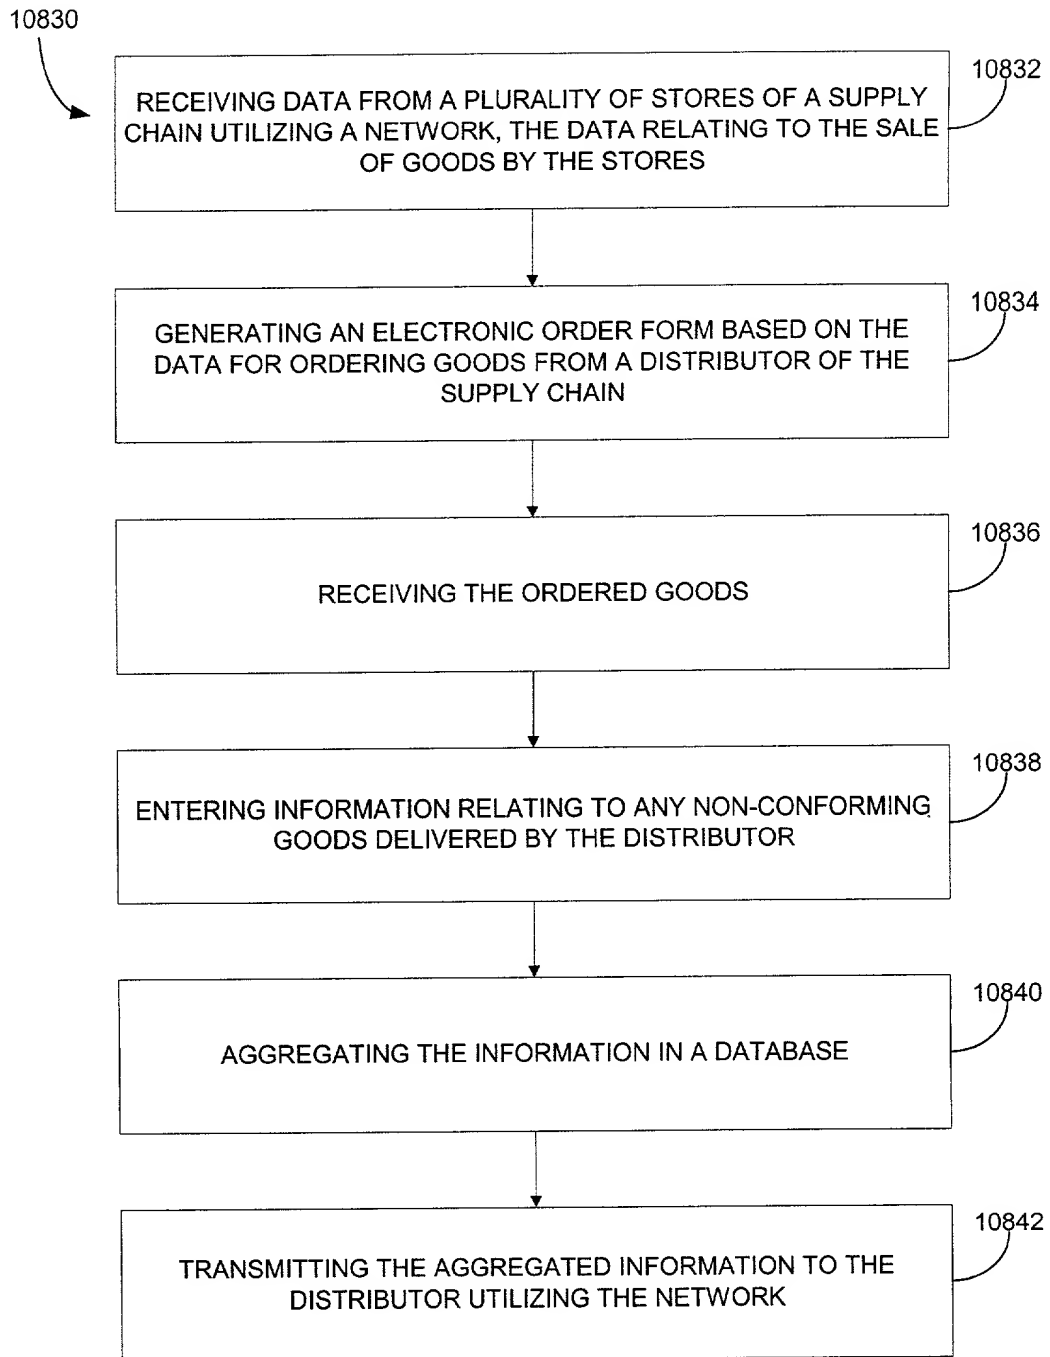 10830
10832
RECEIVING DATA FROM A PLURALITY OF STORES OF A SUPPLY
CHAIN UTILIZING A NETWORK, THE DATA RELATING TO THE SALE
OF GOODS BY THE STORES
10834
GENERATING AN ELECTRONIC ORDER FORM BASED ON THE
DATA FOR ORDERING GOODS FROM A DISTRIBUTOR OF THE
SUPPLY CHAIN
10836
RECEIVING THE ORDERED GOODS
10838
ENTERING INFORMATION RELATING TO ANY NON-CONFORMING
GOODS DELIVERED BY THE DISTRIBUTOR
10840
AGGREGATING THE INFORMATION IN A DATABASE
10842
TRANSMITTING THE AGGREGATED INFORMATION TO THE
DISTRIBUTOR UTILIZING THE NETWORK